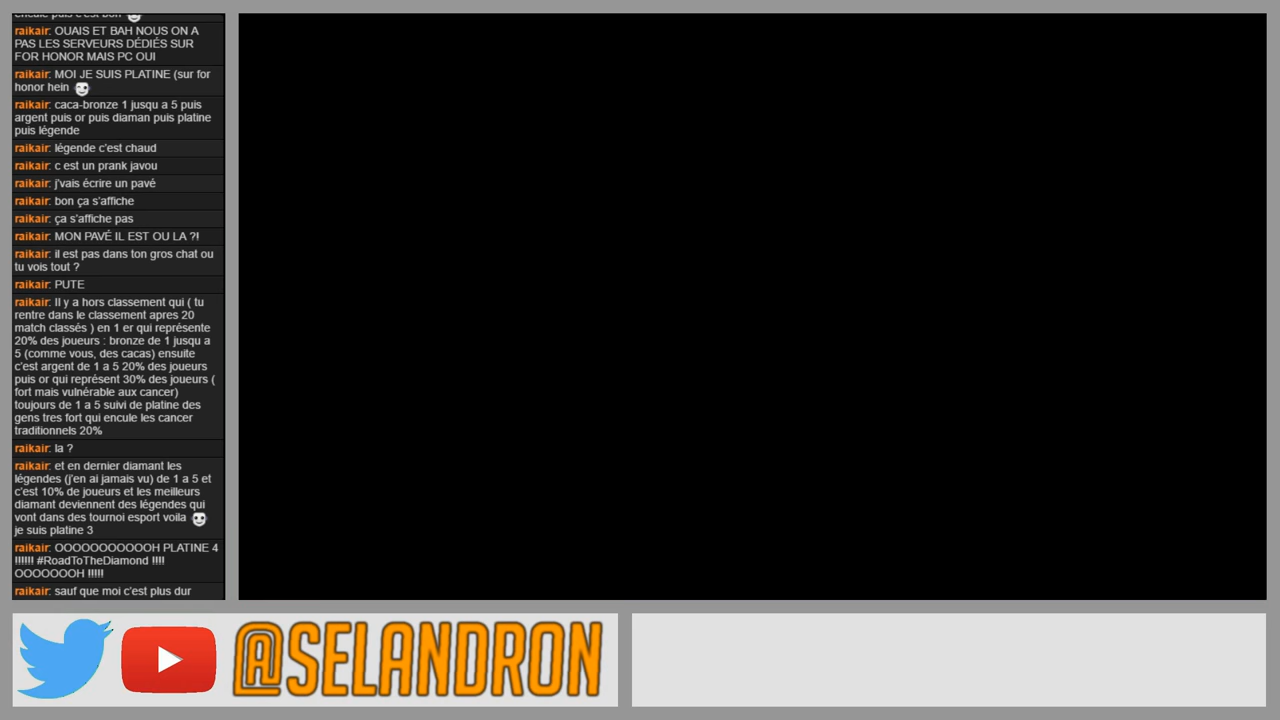 encule puis c'est bon
raikair: OUAIS ET BAH NOUS ON A
PAS LES SERVEURS DÉDIÉS SUR
FOR HONOR MAIS PC OUI
raikair: MOI JE SUIS PLATINE (sur for
honor hein
raikair: caca-bronze 1 jusqu a 5 puis
argent puis or puis diaman puis platine
puis légende
raikair: légende c'est chaud
raikair: c est un prank javou
raikair: j'vais écrire un pavé
raikair: bon ça s'affiche
raikair: ça s'affiche pas
raikair: MON PAVÉ IL EST OU LA ?!
raikair: il est pas dans ton gros chat ou
tu vois tout ?
raikair: PUTE
raikair: Il y a hors classement qui ( tu
rentre dans le classement apres 20
match classés ) en 1 er qui représente
20% des joueurs : bronze de 1 jusqu a
5 (comme vous, des cacas) ensuite
c'est argent de 1 a 5 20% des joueurs
puis or qui représent 30% des joueurs (
fort mais vulnérable aux cancer)
toujours de 1 a 5 suivi de platine des
gens tres fort qui encule les cancer
traditionnels 20%
raikair: la ?
raikair: et en dernier diamant les
légendes (j'en ai jamais vu) de 1 a 5 et
c'est 10% de joueurs et les meilleurs
diamant deviennent des légendes qui
vont dans des tournoi esport voila
je suis platine 3
raikair: OOOOOOOOOOOH PLATINE 4
!!!!!! #RoadToTheDiamond !!!!
OOOOOOOH !!!!!
raikair: sauf que moi c'est plus dur
@SELANDRON